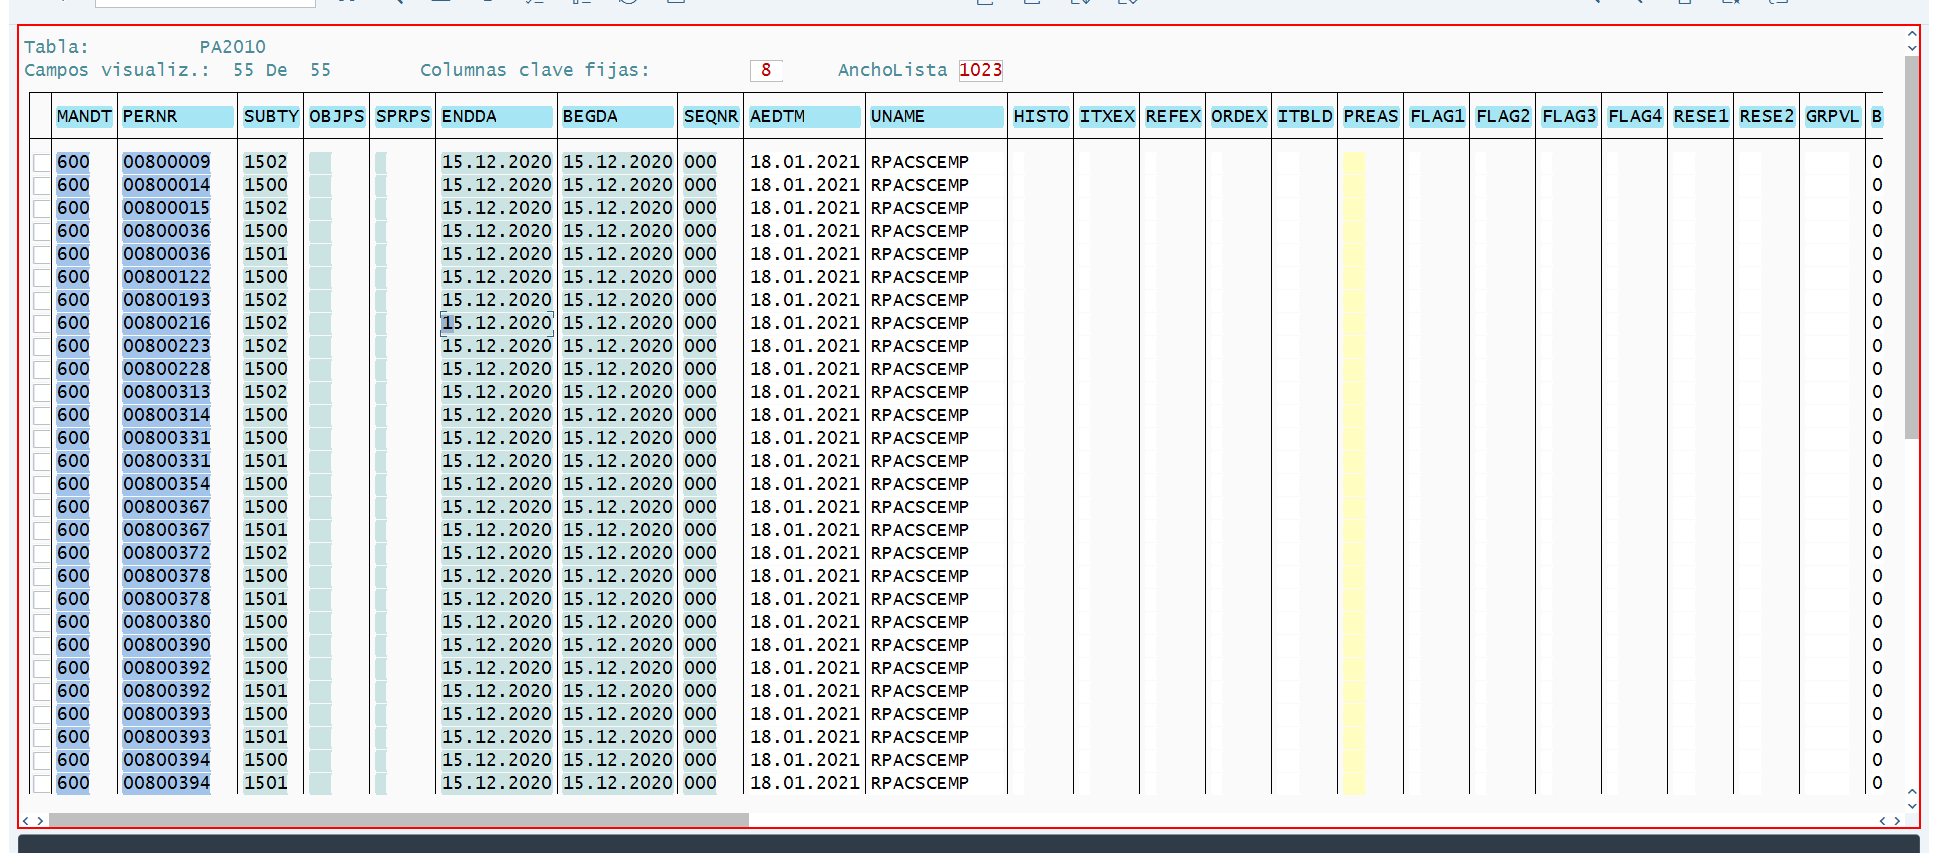 Tabla: PA2010
Campos visualiz.: 55 De 55 Columnas clave fijas: 8 AnchoLista 1023
MANDT PERNR SUBTY OBJPS SPRPS ENDDA BEGDA SEQNR AEDTM UNAME HISTO ITXEX REFEX ORDEX ITBLD PREAS FLAG1 FLAG2 FLAG3 FLAG4 RESE1 RESE2 GRPVL B
600 00800009 1502 15.12.2020 15.12.2020 000 18.01.2021 RPACSCEMP 0
600 00800014 1500 15.12.2020 15.12.2020 000 18.01.2021 RPACSCEMP 0
600 00800015 1502 15.12.2020 15.12.2020 000 18.01.2021 RPACSCEMP 0
600 00800036 1500 15.12.2020 15.12.2020 000 18.01.2021 RPACSCEMP 0
600 00800036 1501 15.12.2020 15.12.2020 000 18.01.2021 RPACSCEMP 0
600 00800122 1500 15.12.2020 15.12.2020 000 18.01.2021 RPACSCEMP 0
600 00800193 1502 15.12.2020 15.12.2020 000 18.01.2021 RPACSCEMP 0
600 00800216 1502 15.12.2020 15.12.2020 000 18.01.2021 RPACSCEMP 0
600 00800223 1502 15.12.2020 15.12.2020 000 18.01.2021 RPACSCEMP 0
600 00800228 1500 15.12.2020 15.12.2020 000 18.01.2021 RPACSCEMP 0
600 00800313 1502 15.12.2020 15.12.2020 000 18.01.2021 RPACSCEMP 0
600 00800314 1500 15.12.2020 15.12.2020 000 18.01.2021 RPACSCEMP 0
600 00800331 1500 15.12.2020 15.12.2020 000 18.01.2021 RPACSCEMP 0
600 00800331 1501 15.12.2020 15.12.2020 000 18.01.2021 RPACSCEMP 0
600 00800354 1500 15.12.2020 15.12.2020 000 18.01.2021 RPACSCEMP 0
600 00800367 1500 15.12.2020 15.12.2020 000 18.01.2021 RPACSCEMP 0
600 00800367 1501 15.12.2020 15.12.2020 000 18.01.2021 RPACSCEMP 0
600 00800372 1502 15.12.2020 15.12.2020 000 18.01.2021 RPACSCEMP 0
600 00800378 1500 15.12.2020 15.12.2020 000 18.01.2021 RPACSCEMP 0
600 00800378 1501 15.12.2020 15.12.2020 000 18.01.2021 RPACSCEMP 0
600 00800380 1500 15.12.2020 15.12.2020 000 18.01.2021 RPACSCEMP 0
600 00800390 1500 15.12.2020 15.12.2020 000 18.01.2021 RPACSCEMP 0
600 00800392 1500 15.12.2020 15.12.2020 000 18.01.2021 RPACSCEMP 0
600 00800392 1501 15.12.2020 15.12.2020 000 18.01.2021 RPACSCEMP 0
600 00800393 1500 15.12.2020 15.12.2020 000 18.01.2021 RPACSCEMP 0
600 00800393 1501 15.12.2020 15.12.2020 000 18.01.2021 RPACSCEMP 0
600 00800394 1500 15.12.2020 15.12.2020 000 18.01.2021 RPACSCEMP 0
600 00800394 1501 15.12.2020 15.12.2020 000 18.01.2021 RPACSCEMP 0